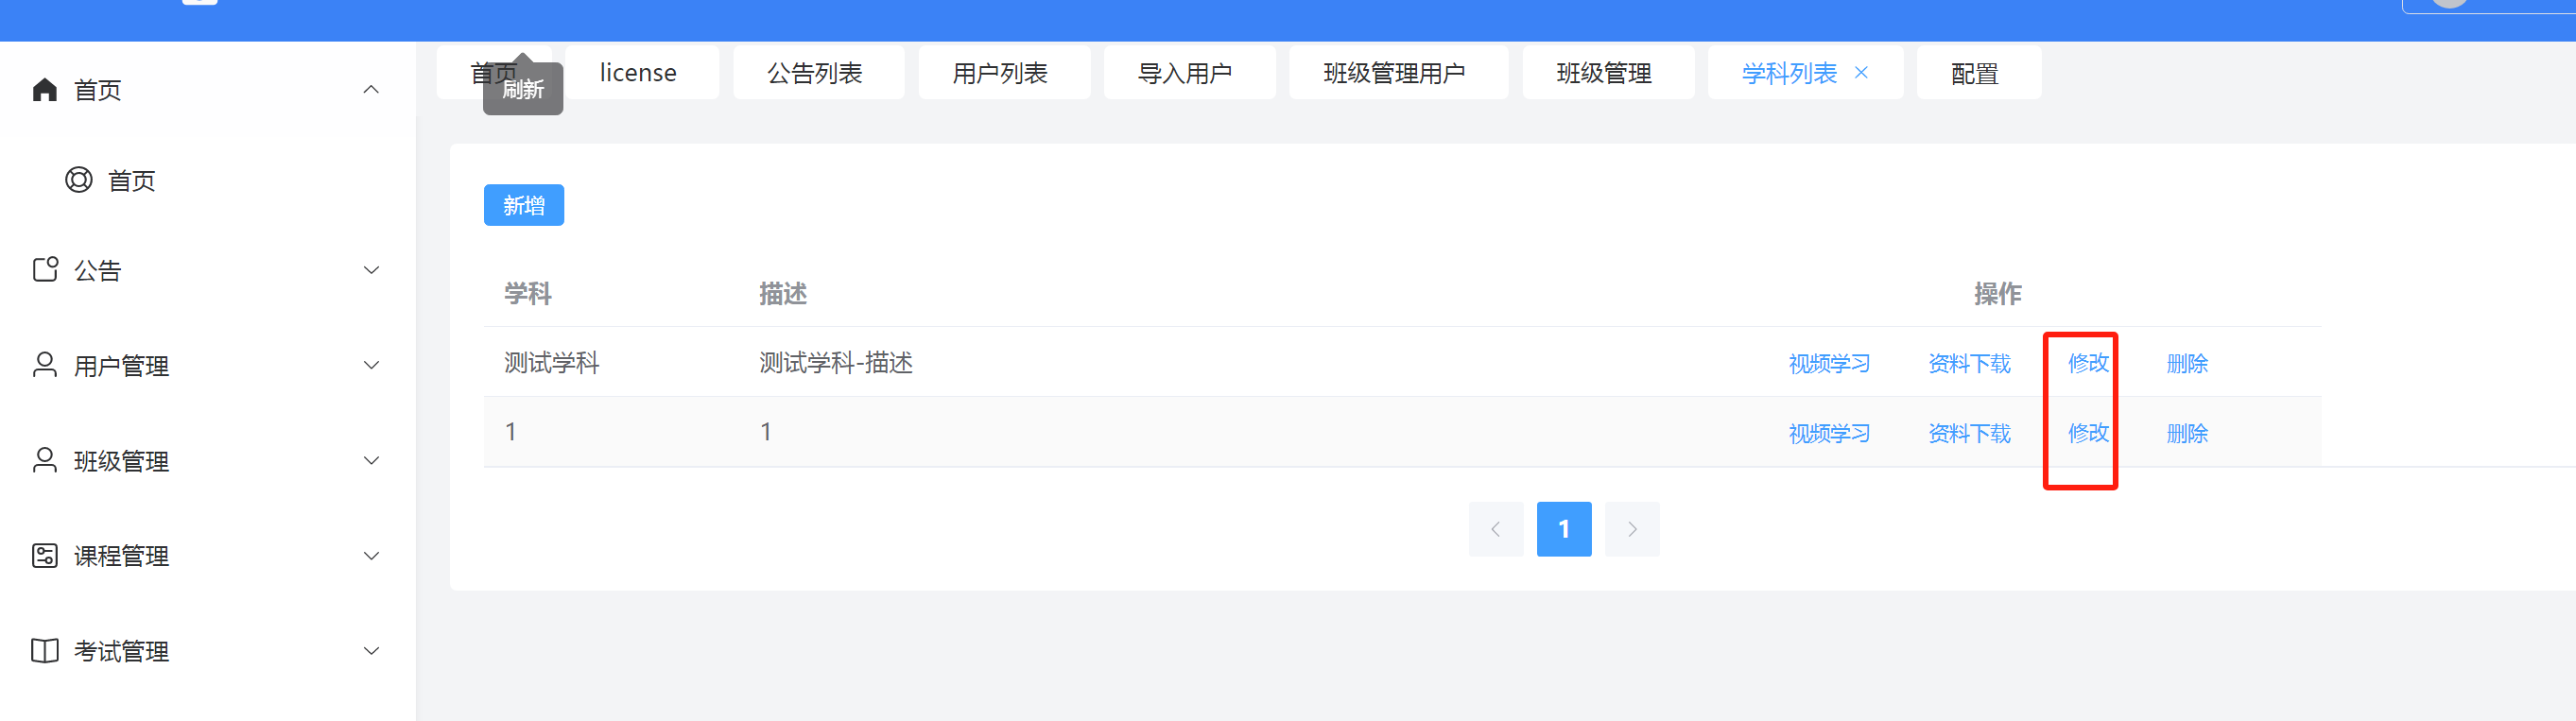 首页
首页
公告
用户管理
班级管理
课程管理
考试管理
首页 license 公告列表 用户列表 导入用户 班级管理用户 班级管理 学科列表 × 配置
刷新
新增
学科 描述 操作
测试学科 测试学科-描述 视频学习 资料下载 修改 删除
1 1 视频学习 资料下载 修改 删除
1